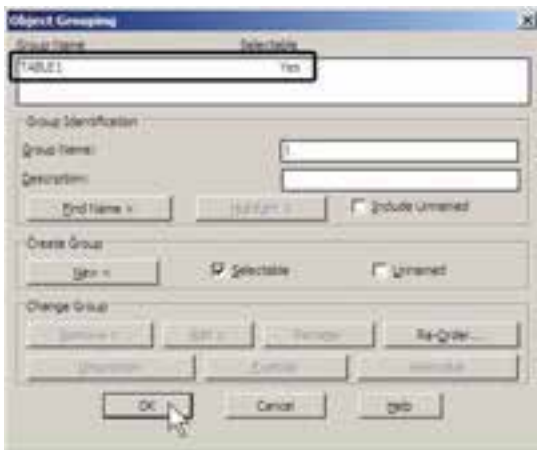 Object Grouping
Group Name Selectable
TABLE1 Yes
Group Identification
Group Name:
Description:
Find Name < Highlight < Include Unnamed
Create Group
New < Selectable Unnamed
Change Group
Remove < Add < Rename Re-Order...
Description Explode Selectable
OK Cancel Help